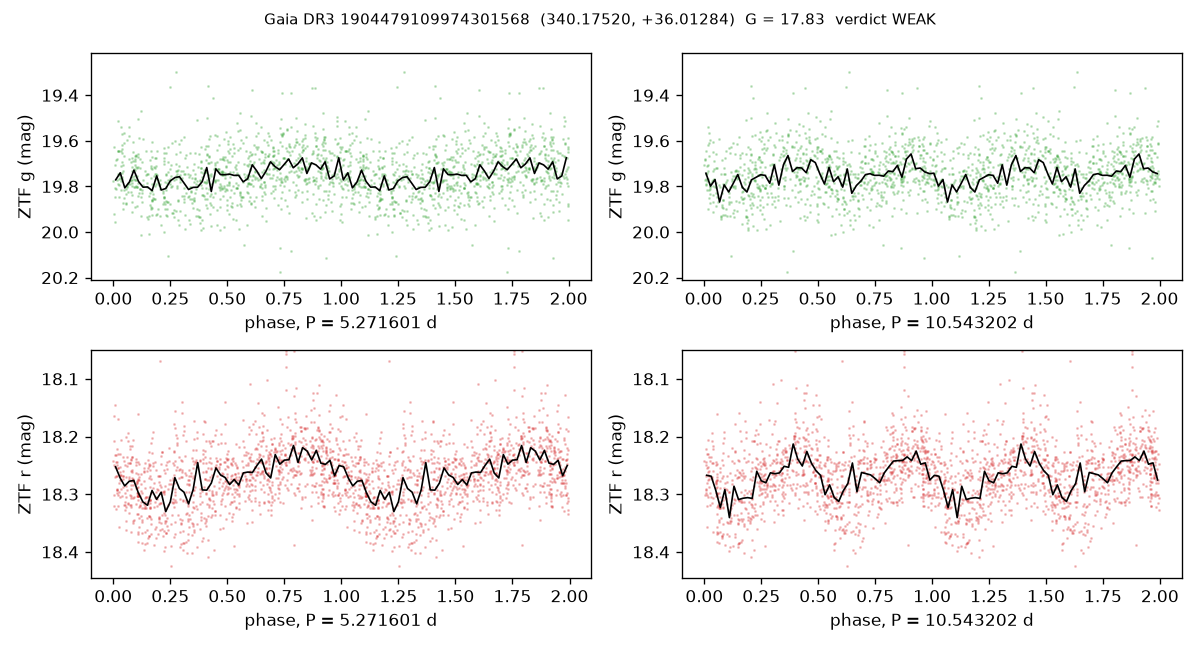 Gaia DR3 1904479109974301568 (340.17520, +36.01284) G = 17.83 verdict WEAK
ZTF g (mag)
19.4
19.6
19.8
20.0
20.2
0.00 0.25 0.50 0.75 1.00 1.25 1.50 1.75 2.00
phase, P = 5.271601 d
ZTF g (mag)
19.4
19.6
19.8
20.0
20.2
0.00 0.25 0.50 0.75 1.00 1.25 1.50 1.75 2.00
phase, P = 10.543202 d
ZTF r (mag)
18.1
18.2
18.3
18.4
0.00 0.25 0.50 0.75 1.00 1.25 1.50 1.75 2.00
phase, P = 5.271601 d
ZTF r (mag)
18.1
18.2
18.3
18.4
0.00 0.25 0.50 0.75 1.00 1.25 1.50 1.75 2.00
phase, P = 10.543202 d